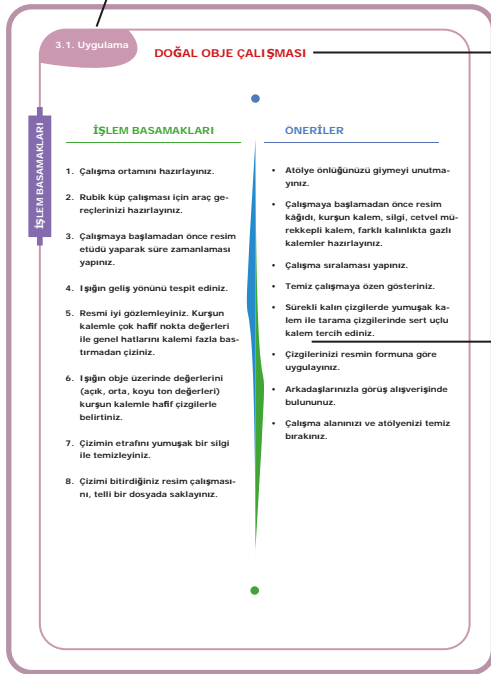 3.1. Uygulama
DOĞAL OBJE ÇALIŞMASI
İŞLEM BASAMAKLARI
İŞLEM BASAMAKLARI
1. Çalışma ortamını hazırlayınız.
2. Rubik küp çalışması için araç ge-
reçlerinizi hazırlayınız.
3. Çalışmaya başlamadan önce resim
etüdü yaparak süre zamanlaması
yapınız.
4. Işığın geliş yönünü tespit ediniz.
5. Resmi iyi gözlemleyiniz. Kurşun
kalemle çok hafif nokta değerleri
ile genel hatlarını kalemi fazla bas-
tırmadan çiziniz.
6. Işığın obje üzerinde değerlerini
(açık, orta, koyu ton değerleri)
kurşun kalemle hafif çizgilerle
belirtiniz.
7. Çizimin etrafını yumuşak bir silgi
ile temizleyiniz.
8. Çizimi bitirdiğiniz resim çalışması-
nı, telli bir dosyada saklayınız.
ÖNERİLER
• Atölye önlüğünüzü giymeyi unutma-
yınız.
• Çalışmaya başlamadan önce resim
kâğıdı, kurşun kalem, silgi, cetvel mü-
rekkepli kalem, farklı kalınlıkta gazlı
kalemler hazırlayınız.
• Çalışma sıralaması yapınız.
• Temiz çalışmaya özen gösteriniz.
• Sürekli kalın çizgilerde yumuşak ka-
lem ile tarama çizgilerinde sert uçlu
kalem tercih ediniz.
• Çizgilerinizi resmin formuna göre
uygulayınız.
• Arkadaşlarınızla görüş alışverişinde
bulununuz.
• Çalışma alanınızı ve atölyenizi temiz
bırakınız.